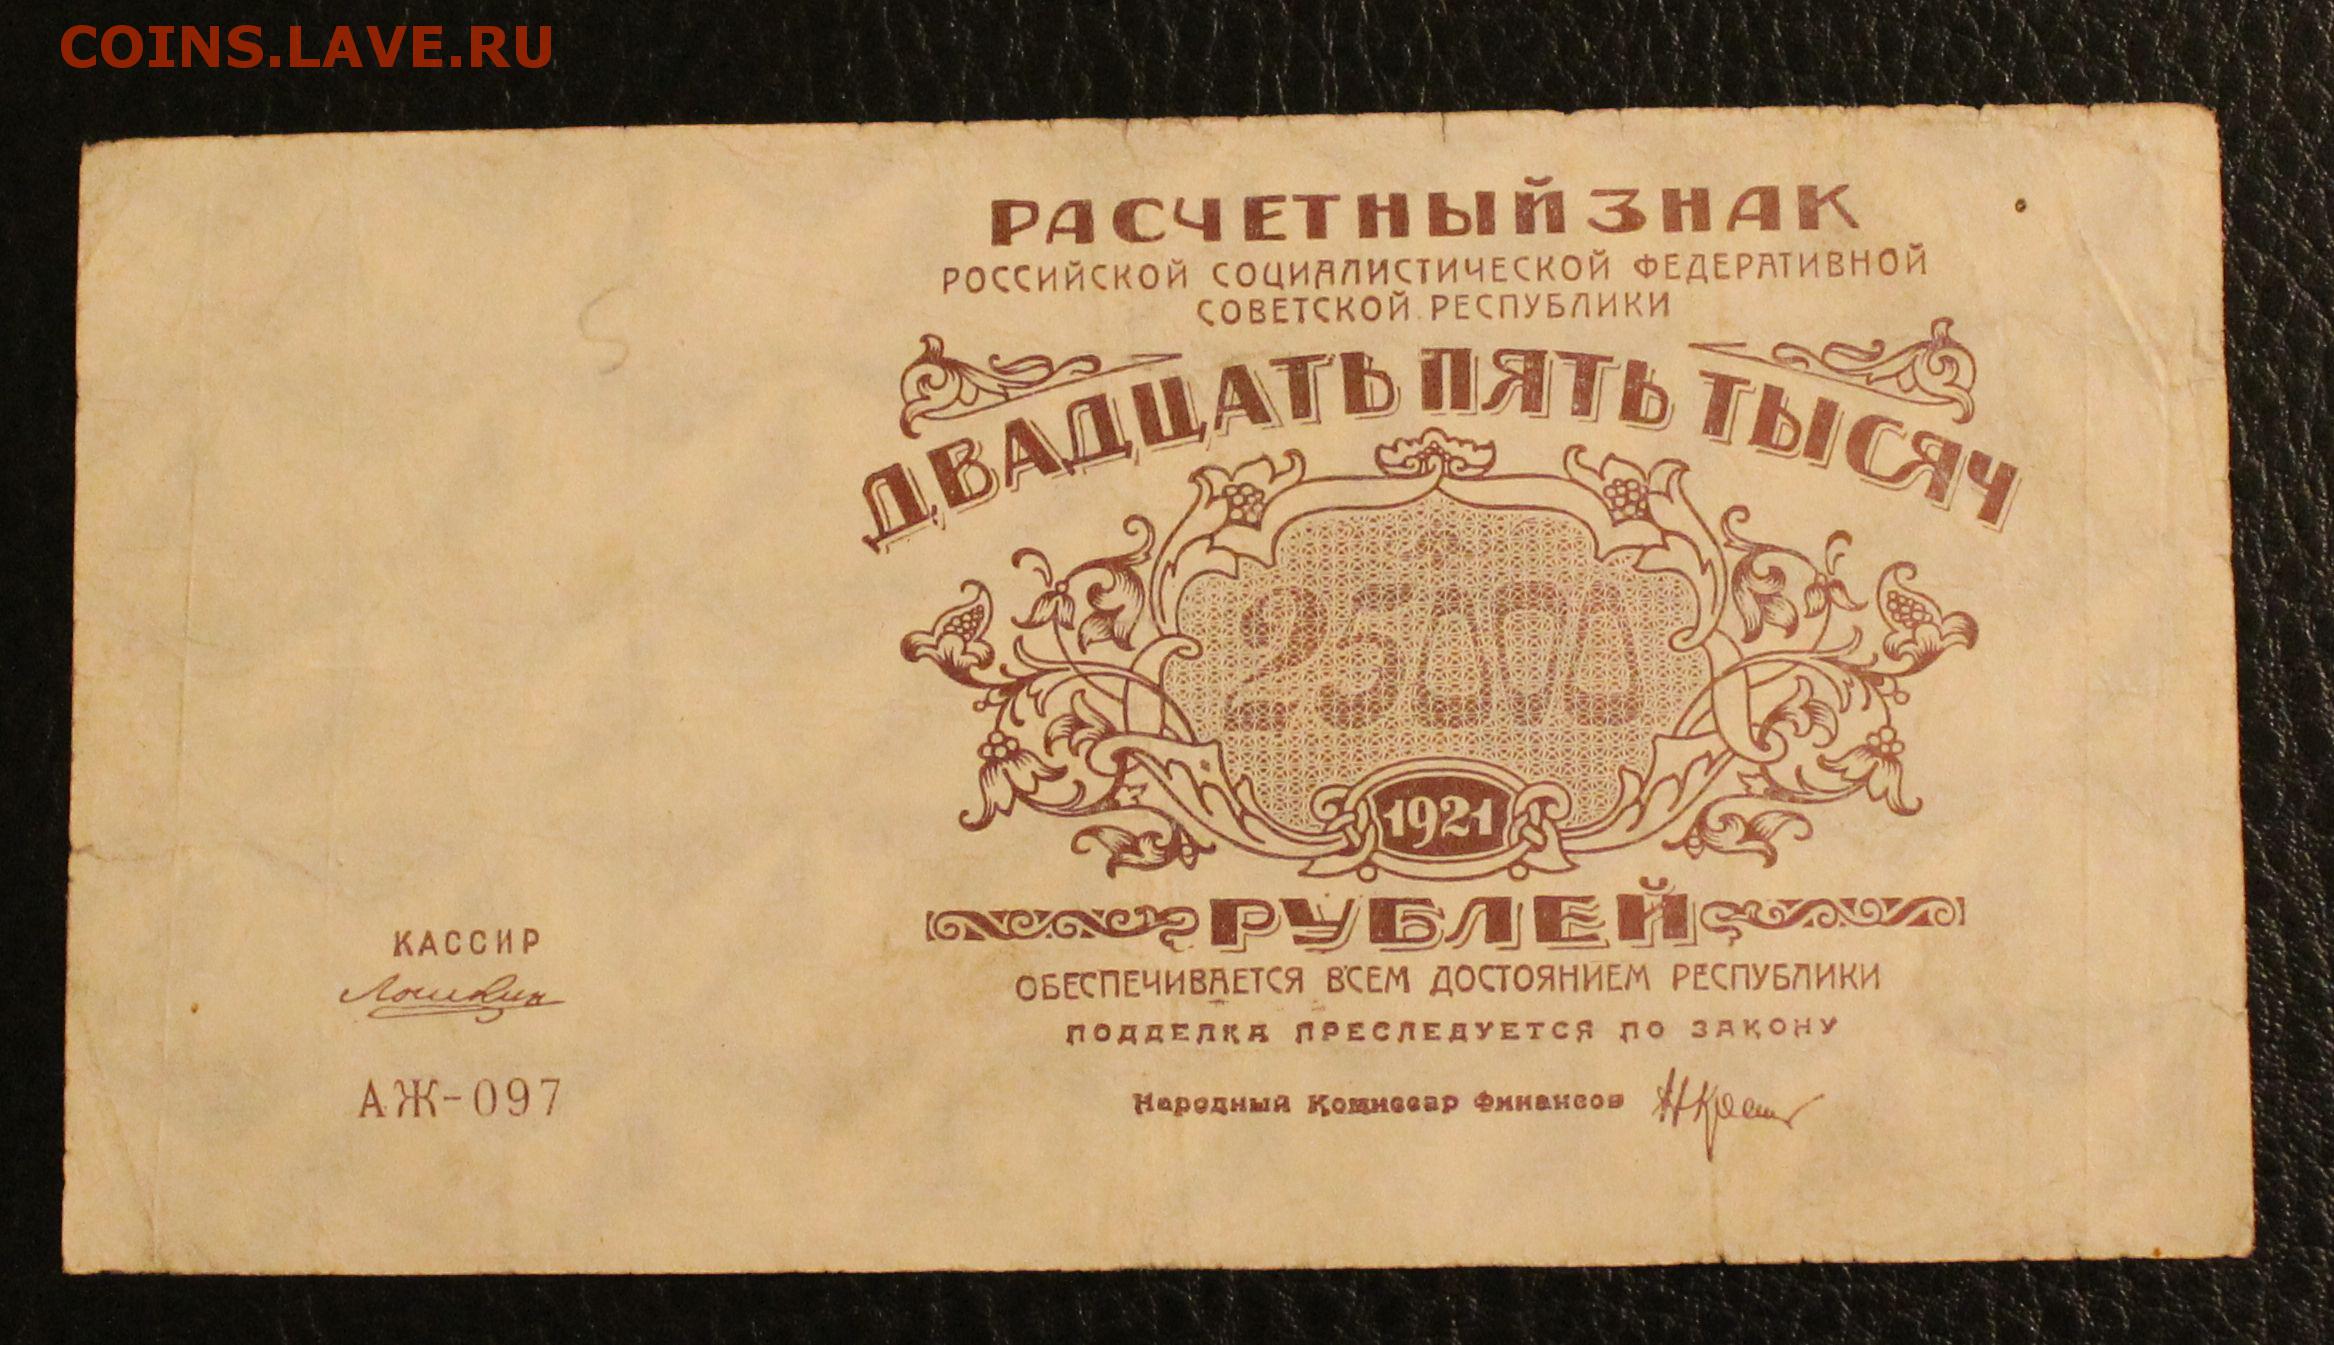 COINS.LAVE.RU
РАСЧЕТНЫЙ ЗНАК
РОССИЙСКОЙ СОЦИАЛИСТИЧЕСКОЙ ФЕДЕРАТИВНОЙ
СОВЕТСКОЙ РЕСПУБЛИКИ
ДВАДЦАТЬ ПЯТЬ ТЫСЯЧ
25000
1921
РУБЛЕЙ
ОБЕСПЕЧИВАЕТСЯ ВСЕМ ДОСТОЯНИЕМ РЕСПУБЛИКИ
ПОДДЕЛКА ПРЕСЛЕДУЕТСЯ ПО ЗАКОНУ
Народный Комиссар Финансов
КАССИР
АЖ-097